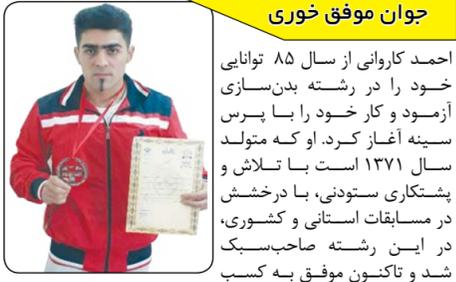 جوان موفق خوری
احمد کاروانی از سال ۸۵ توانایی
خود را در رشته بدن‌سازی
آزمود و کار خود را با پرس
سینه آغاز کرد. او که متولد
سال ۱۳۷۱ است با تلاش و
پشتکاری ستودنی، با درخشش
در مسابقات استانی و کشوری،
در این رشته صاحب‌سبک
شد و تاکنون موفق به کسب